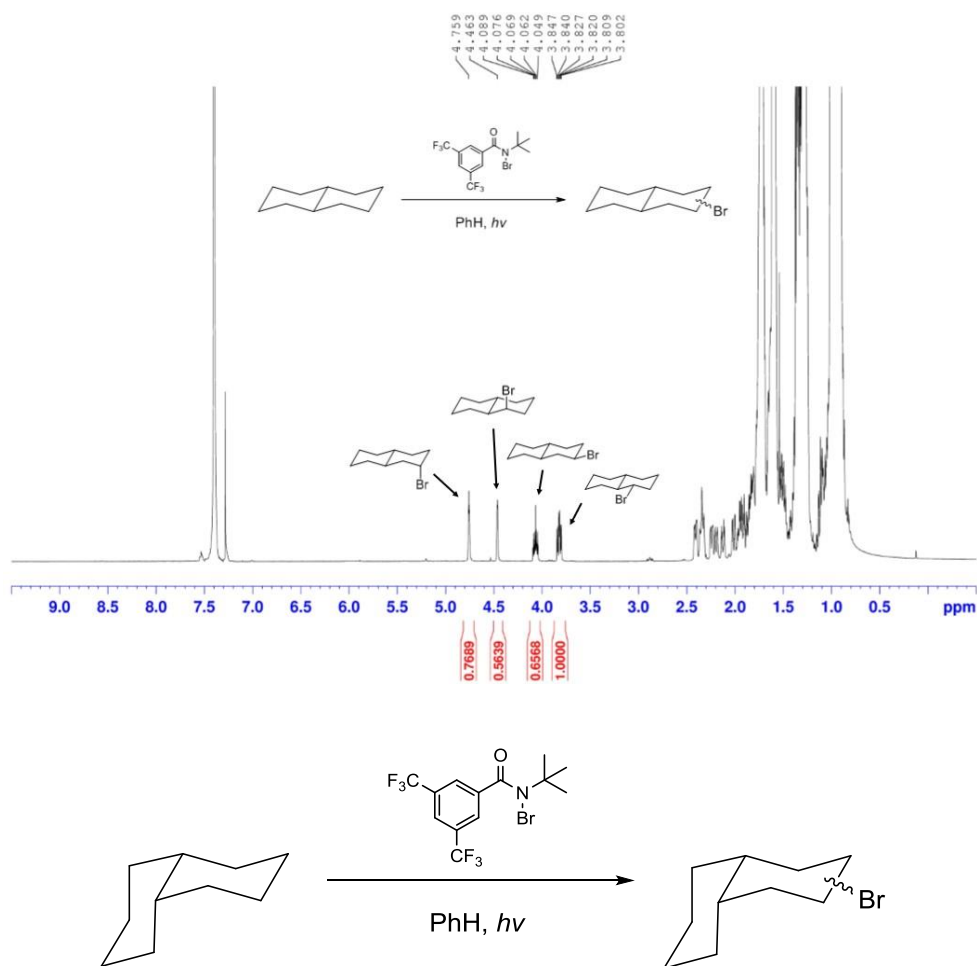 4.759
4.463
4.089
4.076
4.069
4.062
4.049
3.847
3.840
3.827
3.820
3.809
3.802
O
F₃C
N
Br
CF₃
PhH, hν
Br
Br
Br
Br
Br
9.0 8.5 8.0 7.5 7.0 6.5 6.0 5.5 5.0 4.5 4.0 3.5 3.0 2.5 2.0 1.5 1.0 0.5 ppm
0.7689
0.5639
0.6568
1.0000
O
F₃C
N
Br
CF₃
PhH, hν
Br